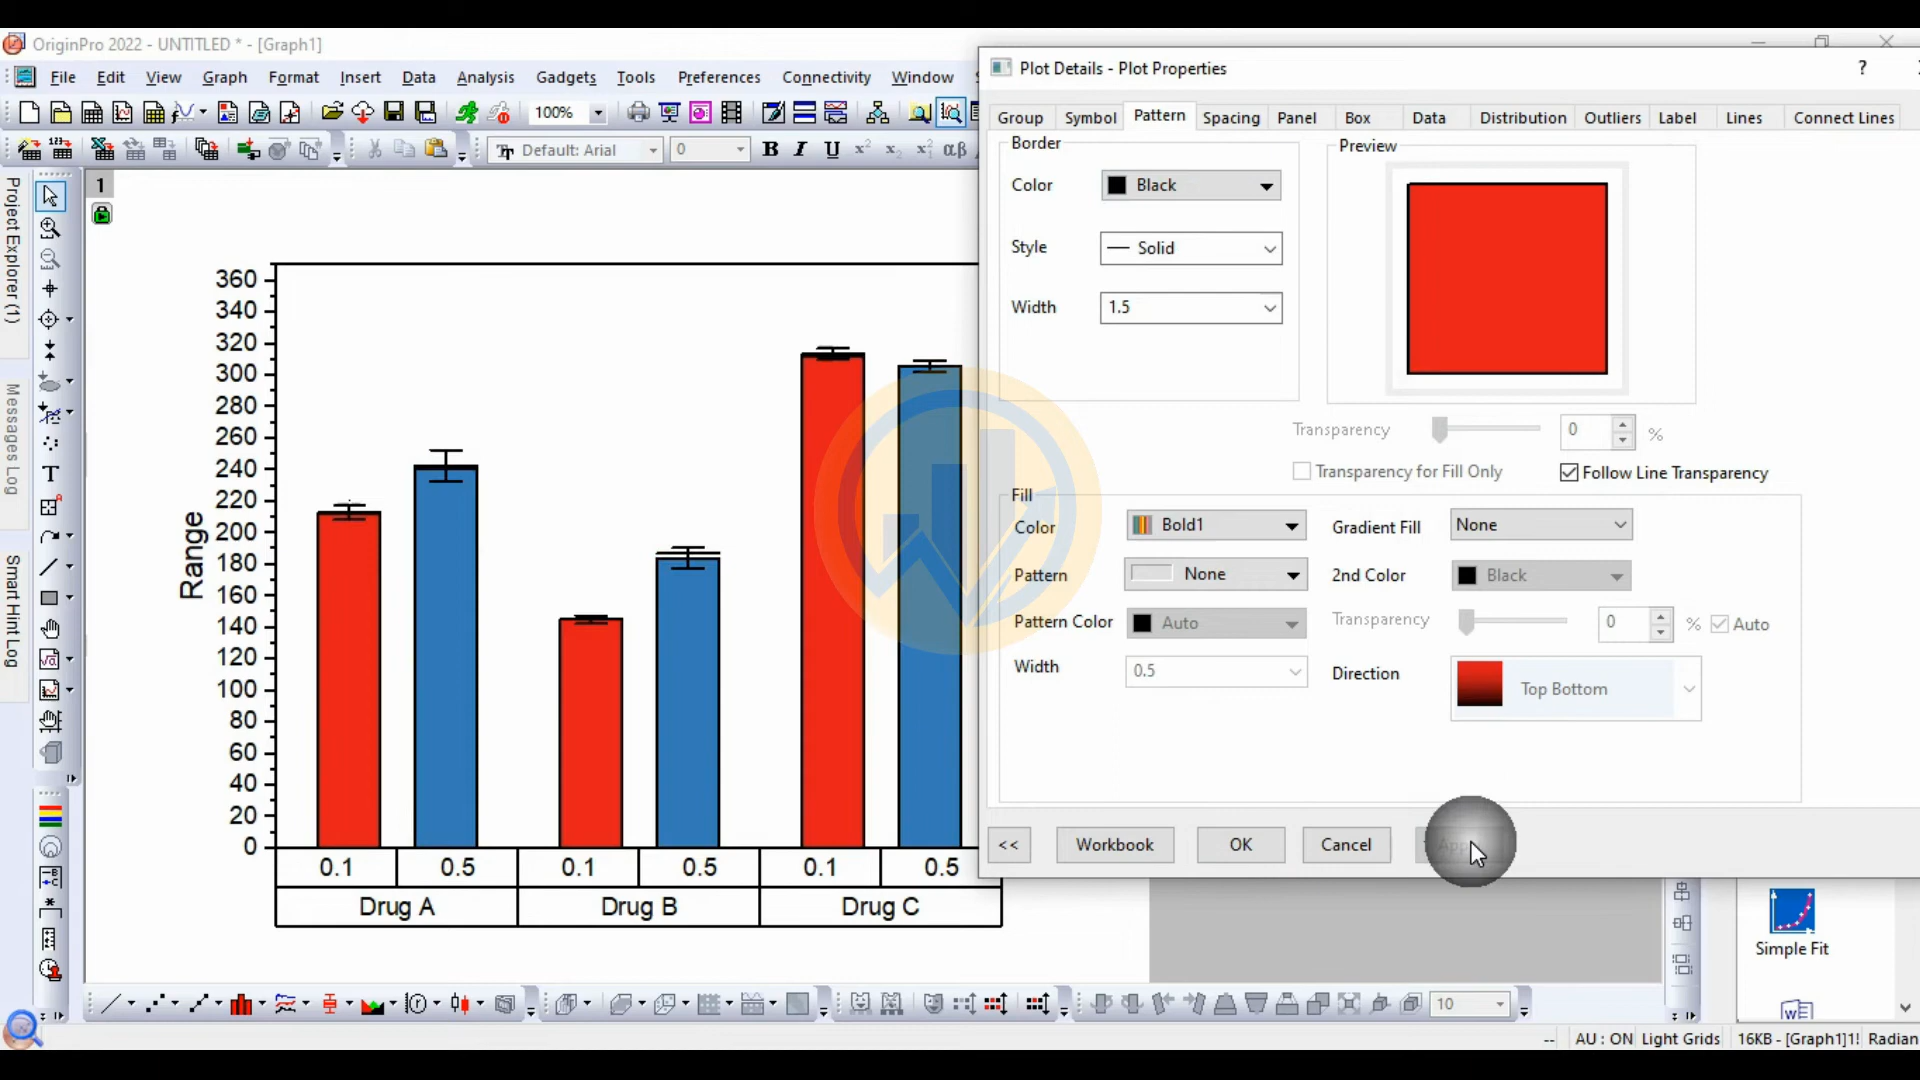 OriginPro 2022 - UNTITLED * - [Graph1]
File Edit View Graph Format Insert Data Analysis Gadgets Tools Preferences Connectivity Window
100%
Default: Arial 0 B I U x² x₂ αβ
Project Explorer (1)
Messages Log
Smart Hint Log
1
T
Range
360
340
320
300
280
260
240
220
200
180
160
140
120
100
80
60
40
20
0
0.1 0.5 0.1 0.5 0.1 0.5
Drug A Drug B Drug C
Plot Details - Plot Properties
?
Group Symbol Pattern Spacing Panel Box Data Distribution Outliers Label Lines Connect Lines
Border
Color Black
Style Solid
Width 1.5
Preview
Transparency 0 %
Transparency for Fill Only Follow Line Transparency
Fill
Color Bold1 Gradient Fill None
Pattern None 2nd Color Black
Pattern Color Auto Transparency 0 % Auto
Width 0.5 Direction Top Bottom
<< Workbook OK Cancel
Simple Fit
10
-- AU : ON Light Grids 16KB - [Graph1]1! Radian